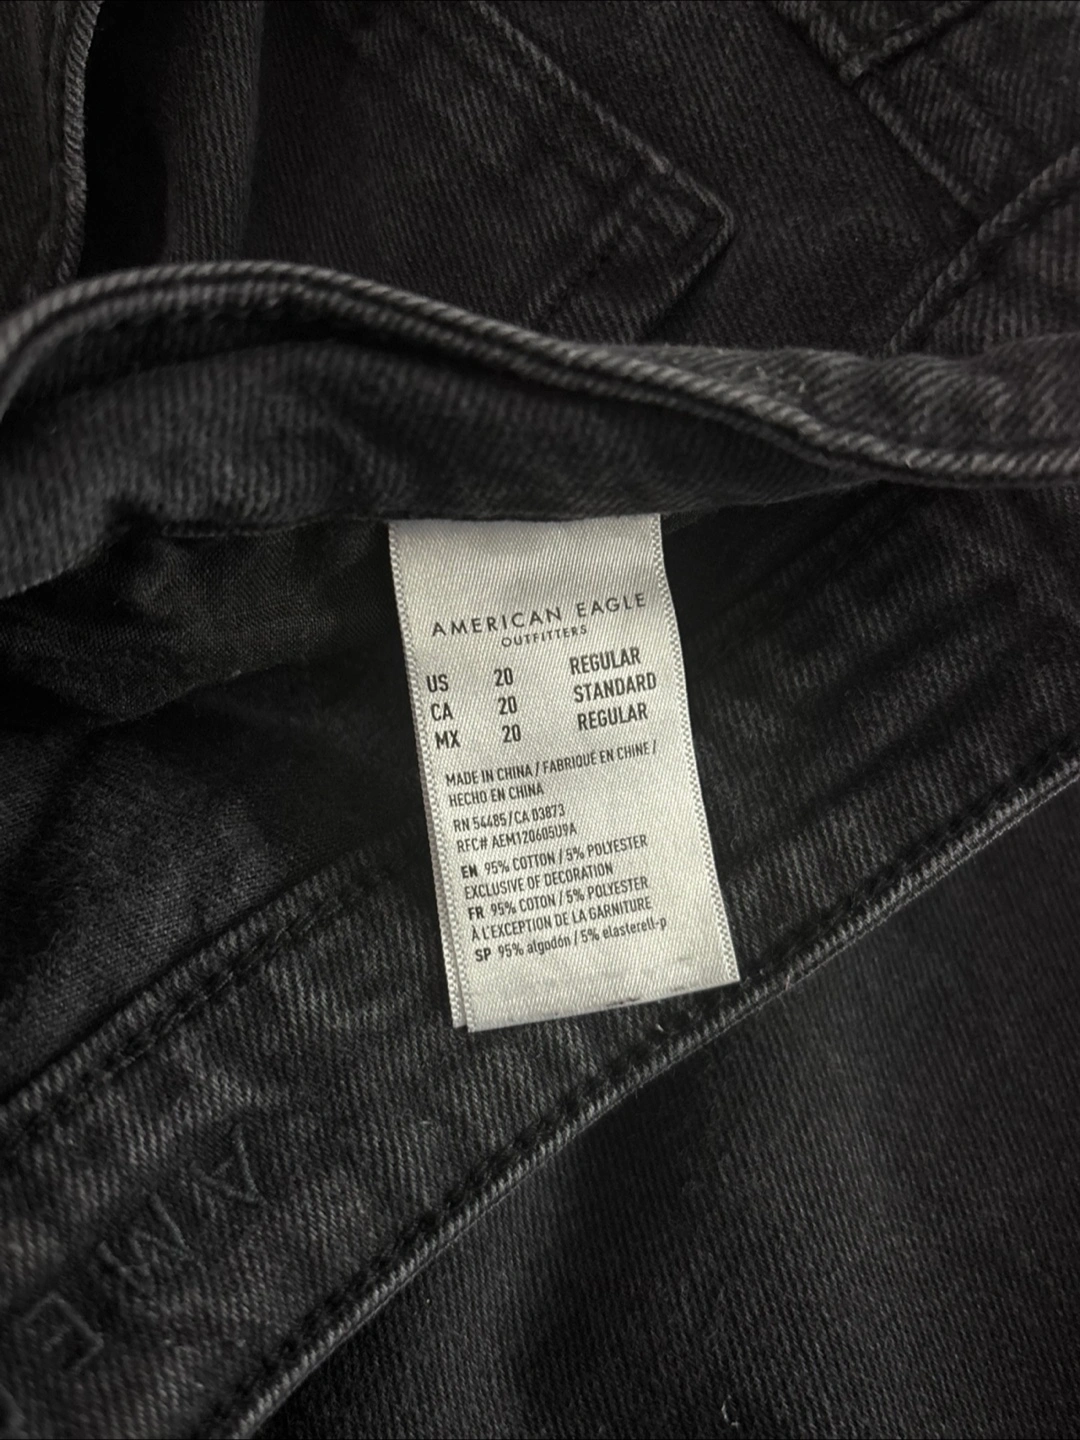 AMERICAN EAGLE
OUTFITTERS
US 20 REGULAR
CA 20 STANDARD
MX 20 REGULAR
MADE IN CHINA / FABRIQUÉ EN CHINE /
HECHO EN CHINA
RN 54485/CA 03873
RFC# AEM120605U9A
EN 95% COTTON / 5% POLYESTER
EXCLUSIVE OF DECORATION
FR 95% COTON / 5% POLYESTER
À L'EXCEPTION DE LA GARNITURE
SP 95% algodón / 5% elasterell-p
AME